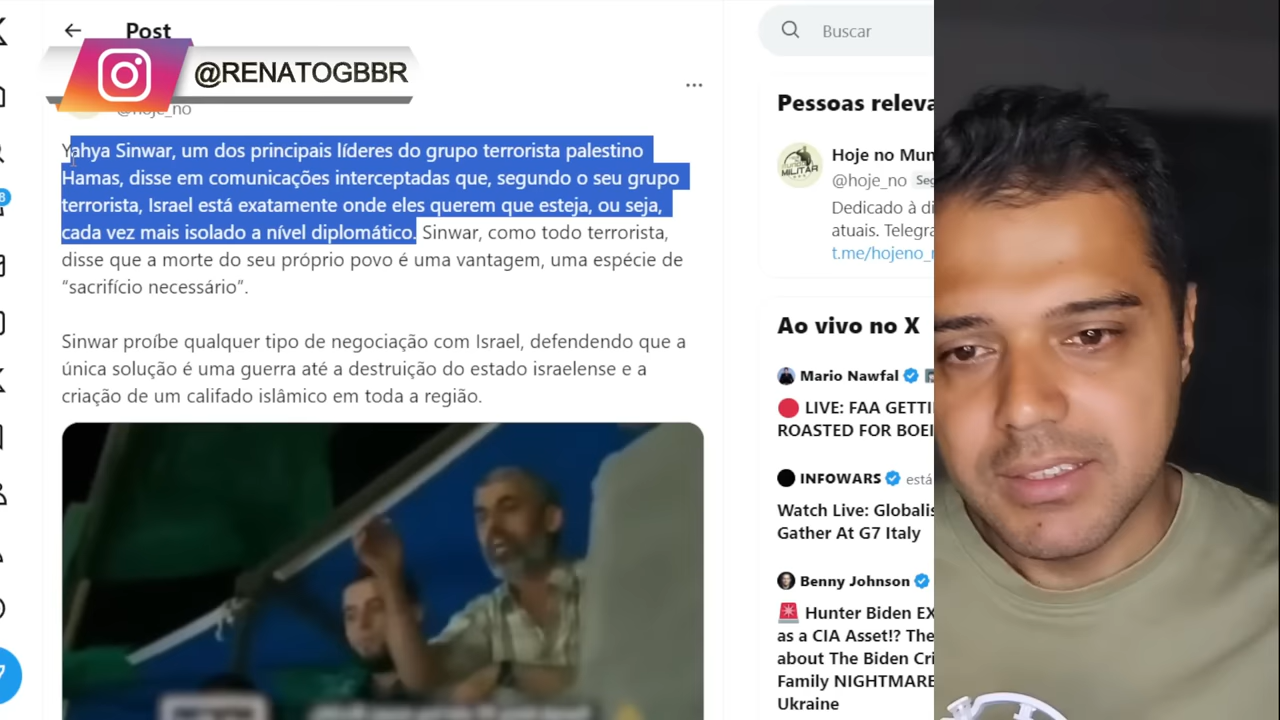 Post
@RENATOGBBR
@hoje_no
Yahya Sinwar, um dos principais líderes do grupo terrorista palestino
Hamas, disse em comunicações interceptadas que, segundo o seu grupo
terrorista, Israel está exatamente onde eles querem que esteja, ou seja,
cada vez mais isolado a nível diplomático. Sinwar, como todo terrorista,
disse que a morte do seu próprio povo é uma vantagem, uma espécie de
“sacrifício necessário”.
Sinwar proíbe qualquer tipo de negociação com Israel, defendendo que a
única solução é uma guerra até a destruição do estado israelense e a
criação de um califado islâmico em toda a região.
Buscar
Pessoas releva
MILITAR
Hoje no Mun
@hoje_no Seg
Dedicado à di
atuais. Telegra
t.me/hojeno_
Ao vivo no X
Mario Nawfal
LIVE: FAA GETTI
ROASTED FOR BOEI
INFOWARS está
Watch Live: Globalis
Gather At G7 Italy
Benny Johnson
Hunter Biden EX
as a CIA Asset!? The
about The Biden Cri
Family NIGHTMARE
Ukraine